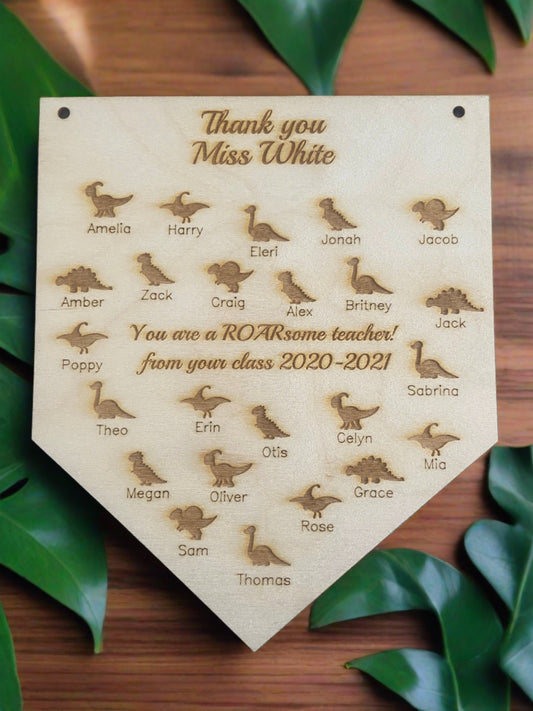 Thank you
Miss White
Amelia Harry Eleri Jonah Jacob
Amber Zack Craig Alex Britney Jack
You are a ROARsome teacher!
from your class 2020-2021
Poppy Sabrina
Theo Erin Otis Celyn Mia
Megan Oliver Grace
Sam Rose
Thomas